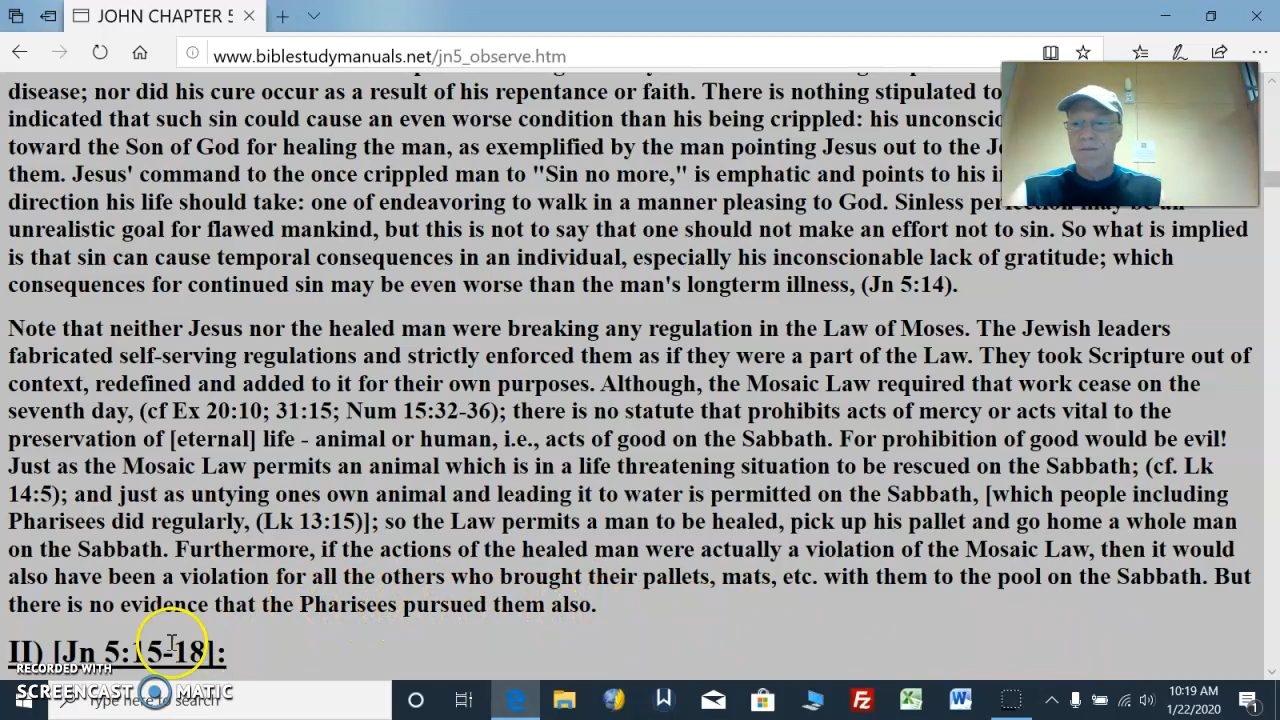 JOHN CHAPTER 5
www.biblestudymanuals.net/jn5_observe.htm
disease; nor did his cure occur as a result of his repentance or faith. There is nothing stipulated to
indicated that such sin could cause an even worse condition than his being crippled: his
toward the Son of God for healing the man, as exemplified by the man pointing Jesus out to the
them. Jesus' command to the once crippled man to "Sin no more," is emphatic and points to his
direction his life should take: one of endeavoring to walk in a manner pleasing to God. Sinless perfection may be an
unrealistic goal for flawed mankind, but this is not to say that one should not make an effort not to sin. So what is implied
is that sin can cause temporal consequences in an individual, especially his inconscionable lack of gratitude; which
consequences for continued sin may be even worse than the man's longterm illness, (Jn 5:14).
Note that neither Jesus nor the healed man were breaking any regulation in the Law of Moses. The Jewish leaders
fabricated self-serving regulations and strictly enforced them as if they were a part of the Law. They took Scripture out of
context, redefined and added to it for their own purposes. Although, the Mosaic Law required that work cease on the
seventh day, (cf Ex 20:10; 31:15; Num 15:32-36); there is no statute that prohibits acts of mercy or acts vital to the
preservation of [eternal] life - animal or human, i.e., acts of good on the Sabbath. For prohibition of good would be evil!
Just as the Mosaic Law permits an animal which is in a life threatening situation to be rescued on the Sabbath; (cf. Lk
14:5); and just as untying ones own animal and leading it to water is permitted on the Sabbath, [which people including
Pharisees did regularly, (Lk 13:15)]; so the Law permits a man to be healed, pick up his pallet and go home a whole man
on the Sabbath. Furthermore, if the actions of the healed man were actually a violation of the Mosaic Law, then it would
also have been a violation for all the others who brought their pallets, mats, etc. with them to the pool on the Sabbath. But
there is no evidence that the Pharisees pursued them also.
II) [Jn 5:15-18]:
RECORDED WITH
SCREENCAST MATIC
Type here to search
10:19 AM
1/22/2020